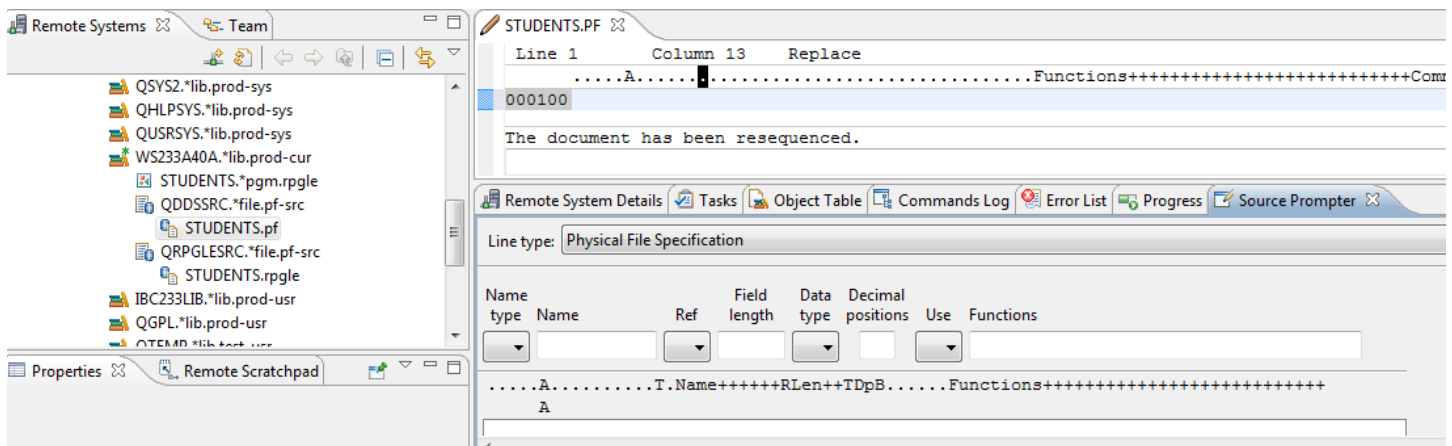 Remote Systems
Team
QSYS2.*lib.prod-sys
QHLPSYS.*lib.prod-sys
QUSRSYS.*lib.prod-sys
WS233A40A.*lib.prod-cur
STUDENTS.*pgm.rpgle
QDDSSRC.*file.pf-src
STUDENTS.pf
QRPGLESRC.*file.pf-src
STUDENTS.rpgle
IBC233LIB.*lib.prod-usr
QGPL.*lib.prod-usr
QTEMP.*lib.test-usr
Properties
Remote Scratchpad
STUDENTS.PF
Line 1 Column 13 Replace
.....A.......................................Functions+++++++++++++++++++++++++++Comm
000100
The document has been resequenced.
Remote System Details Tasks Object Table Commands Log Error List Progress Source Prompter
Line type: Physical File Specification
Name Field Data Decimal
type Name Ref length type positions Use Functions
.....A..........T.Name++++++RLen++TDpB......Functions+++++++++++++++++++++++++++
A